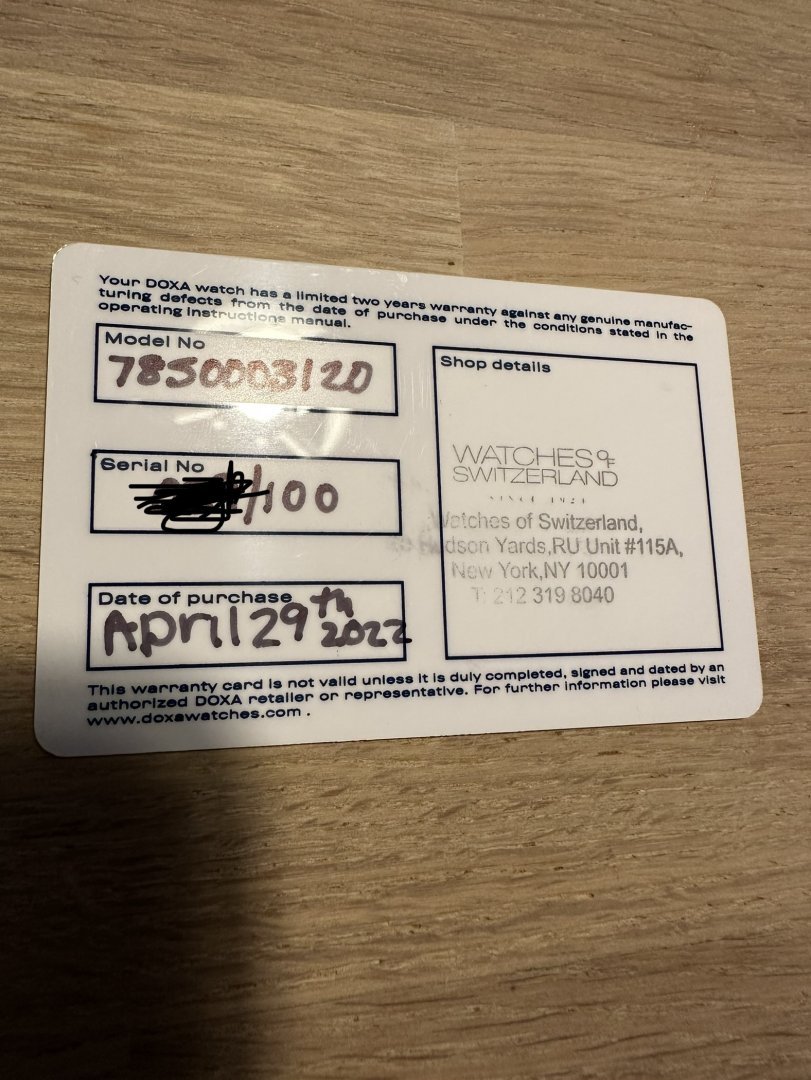 Your DOXA watch has a limited two years warranty against any genuine manufac-
turing defects from the date of purchase under the conditions stated in the
operating instructions manual.
Model No
7850003120
Serial No
/100
Date of purchase
April 29th 2022
Shop details
WATCHES OF
SWITZERLAND
SINCE 1924
Watches of Switzerland,
Hudson Yards,RU Unit #115A,
New York,NY 10001
T: 212 319 8040
This warranty card is not valid unless it is duly completed, signed and dated by an
authorized DOXA retailer or representative. For further information please visit
www.doxawatches.com .